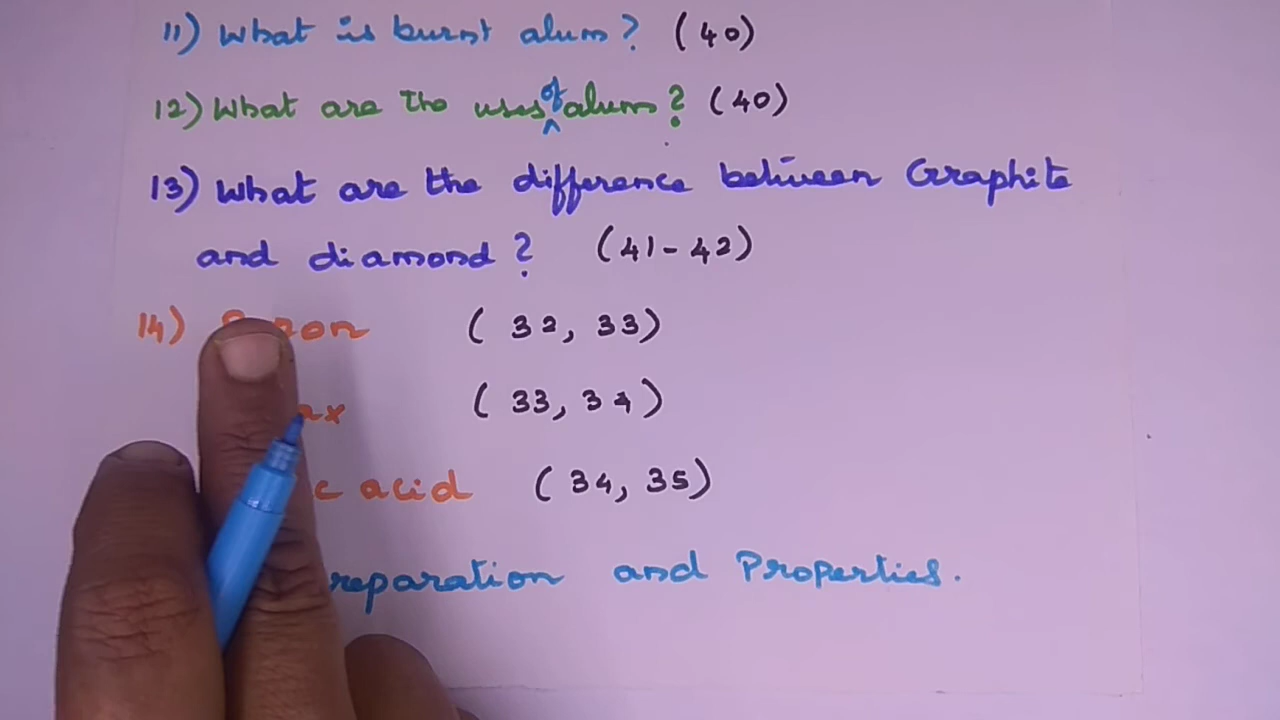 11) What is burnt alum? (40)
12) What are the uses of alum? (40)
13) What are the difference between Graphite
and diamond? (41-42)
14) (32, 33)
(33, 34)
acid (34, 35)
and Properties.